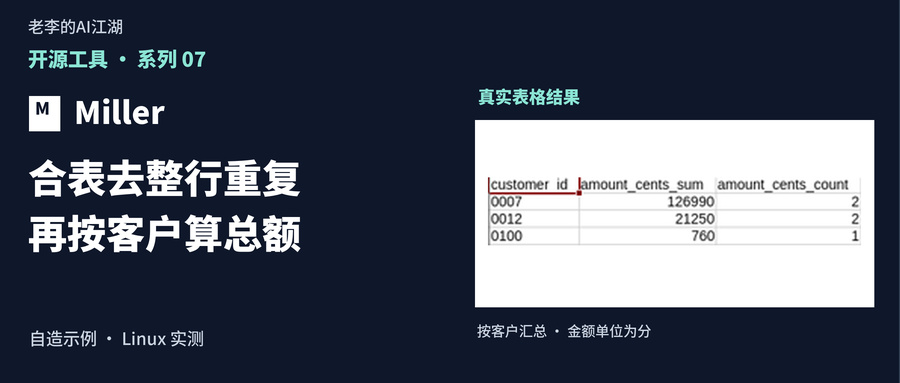 老李的AI江湖
开源工具 · 系列 07
M Miller
合表去整行重复
再按客户算总额
自造示例 · Linux 实测
真实表格结果
customer_id amount_cents_sum amount_cents_count
0007 126990 2
0012 21250 2
0100 760 1
按客户汇总 · 金额单位为分